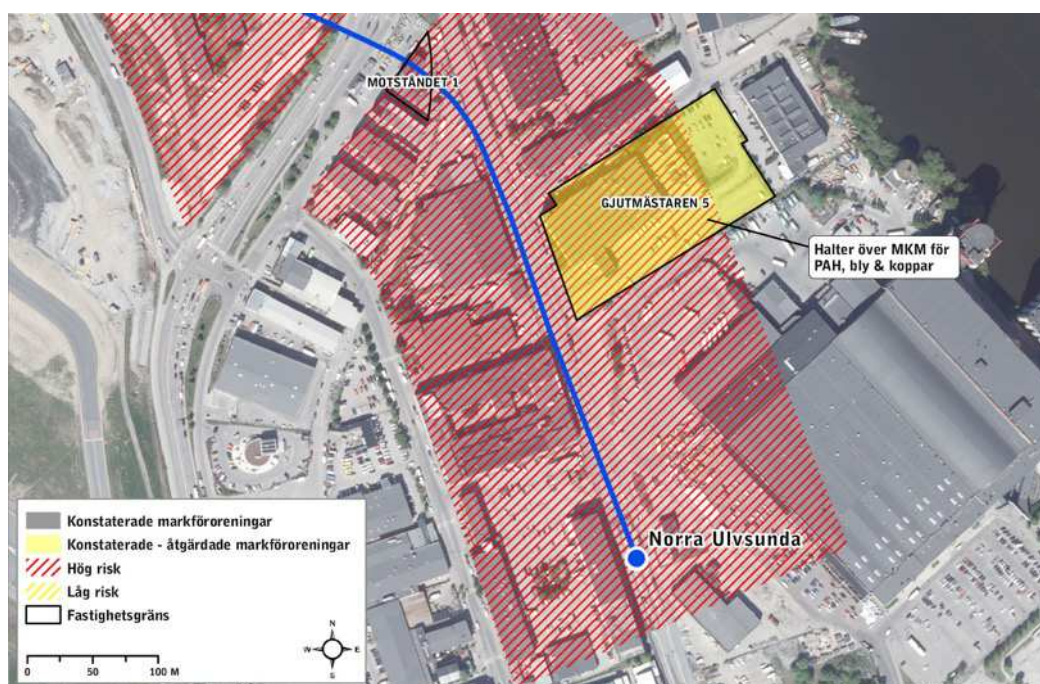 MOTSTÅNDET 1
GJUTMÄSTAREN 5
Halter över MKM för
PAH, bly & koppar
Norra Ulvsunda
Konstaterade markföroreningar
Konstaterade - åtgärdade markföroreningar
Hög risk
Låg risk
Fastighetsgräns
N
W E
S
0 50 100 M